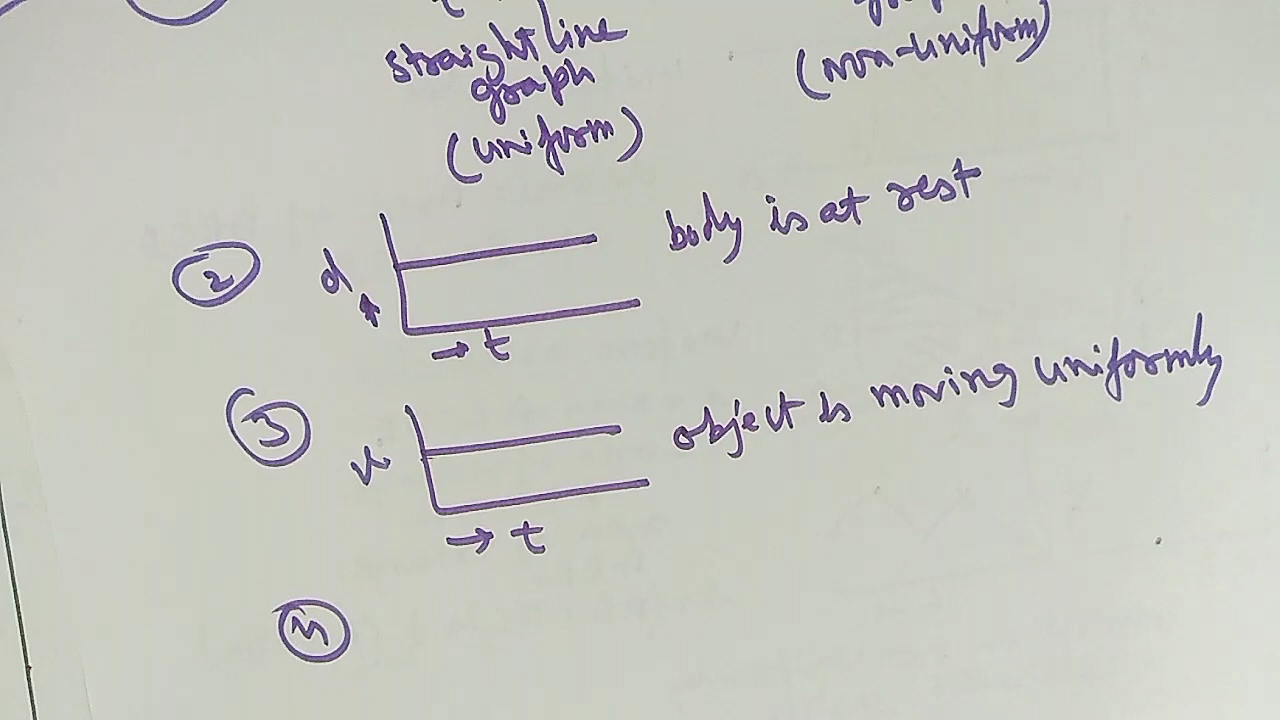 straight line
graph
(uniform)
(non-uniform)
2
d
body is at rest
→ t
3
v
object is moving uniformly
→ t
4